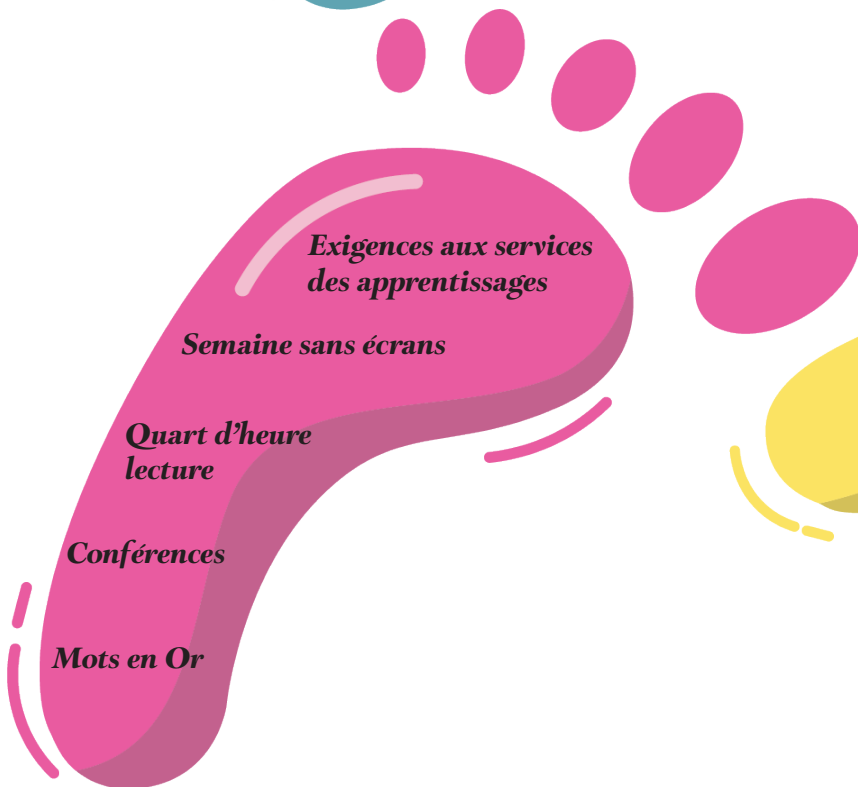 Exigences aux services
des apprentissages
Semaine sans écrans
Quart d’heure
lecture
Conférences
Mots en Or